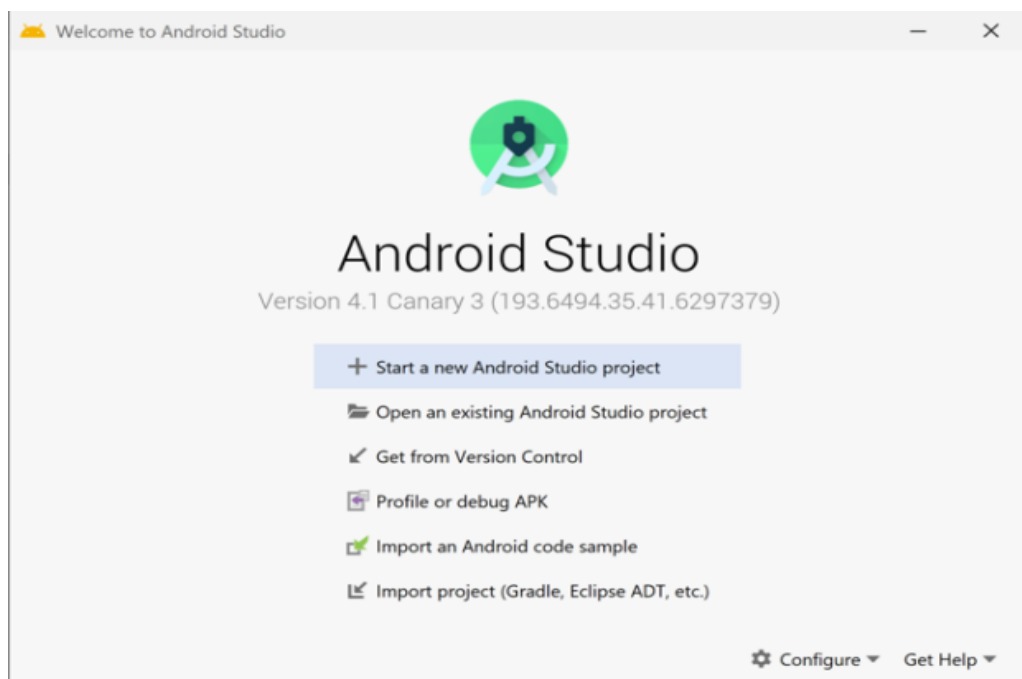 Welcome to Android Studio
Android Studio
Version 4.1 Canary 3 (193.6494.35.41.6297379)
Start a new Android Studio project
Open an existing Android Studio project
Get from Version Control
Profile or debug APK
Import an Android code sample
Import project (Gradle, Eclipse ADT, etc.)
Configure Get Help